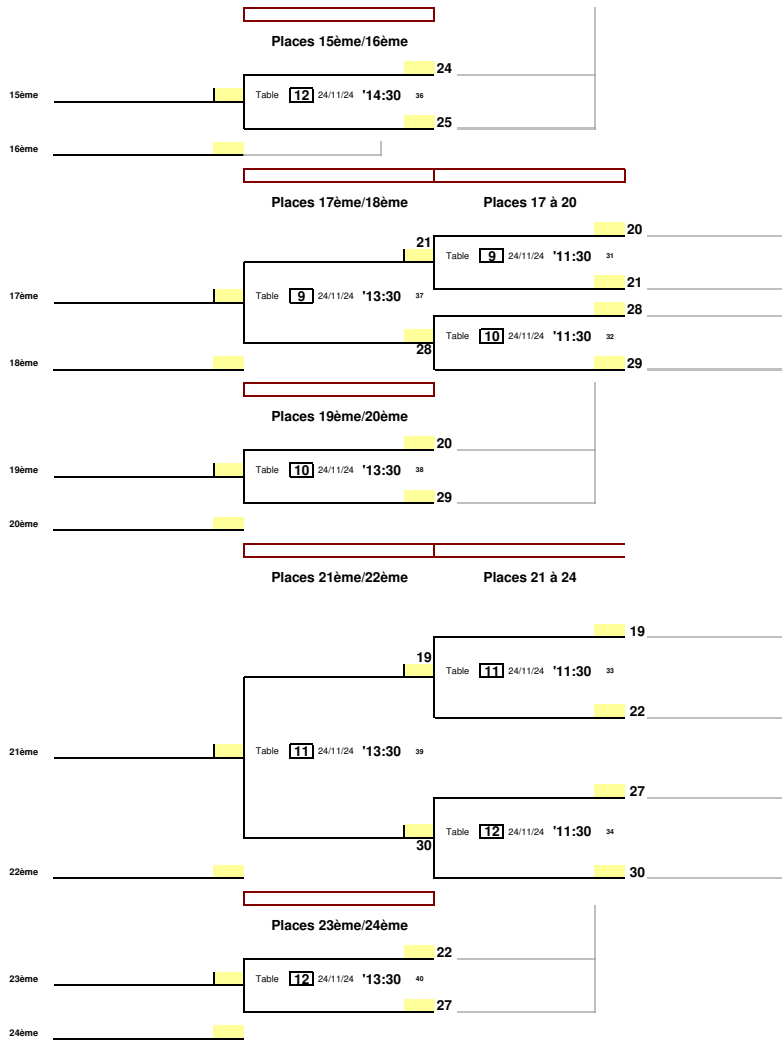 Places 15ème/16ème
24
15ème Table 12 24/11/24 '14:30 36
25
16ème
Places 17ème/18ème Places 17 à 20
20
21 Table 9 24/11/24 '11:30 31
21
17ème Table 9 24/11/24 '13:30 37
28
28 Table 10 24/11/24 '11:30 32
18ème 29
Places 19ème/20ème
20
19ème Table 10 24/11/24 '13:30 38
29
20ème
Places 21ème/22ème Places 21 à 24
19
19 Table 11 24/11/24 '11:30 33
22
21ème Table 11 24/11/24 '13:30 39
27
30 Table 12 24/11/24 '11:30 34
22ème 30
Places 23ème/24ème
22
23ème Table 12 24/11/24 '13:30 40
27
24ème